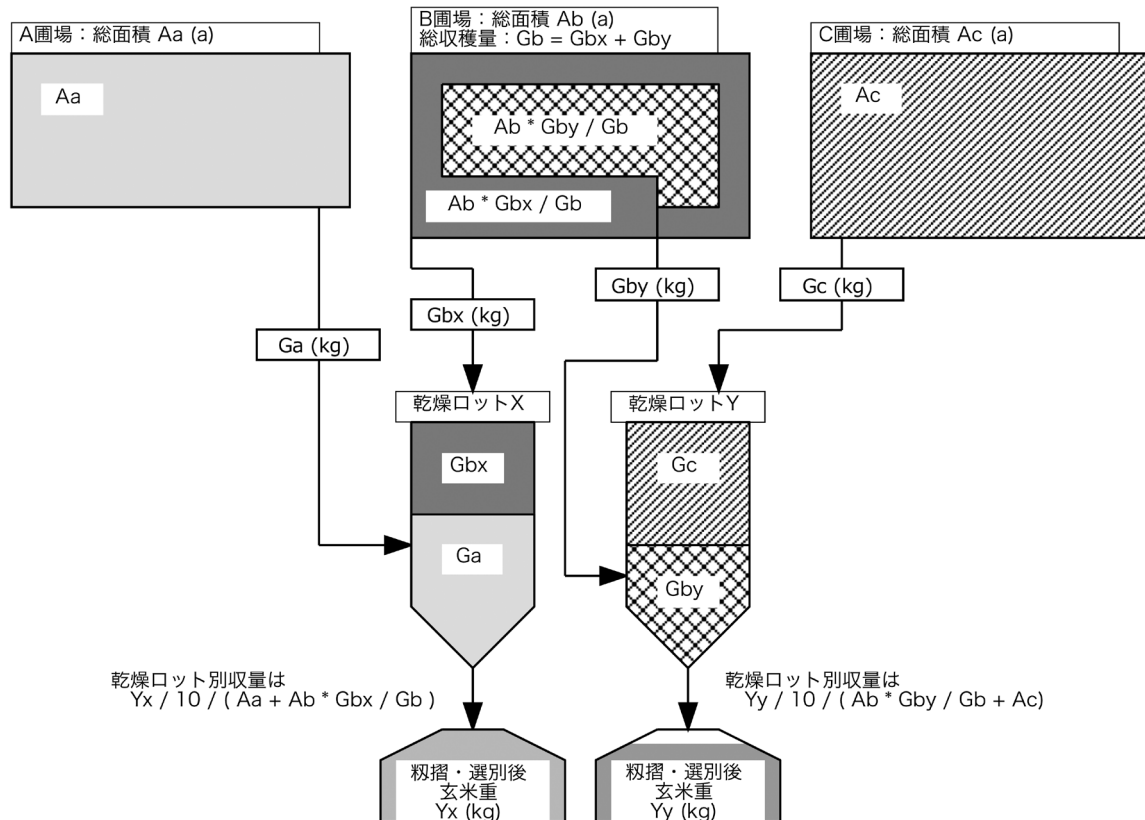 A圃場：総面積 Aa (a)
B圃場：総面積 Ab (a)
総収穫量：Gb = Gbx + Gby
C圃場：総面積 Ac (a)
Aa
Ab * Gby / Gb
Ab * Gbx / Gb
Ac
Gbx (kg)
Gby (kg)
Gc (kg)
Ga (kg)
乾燥ロットX
乾燥ロットY
Gbx
Gc
Ga
Gby
乾燥ロット別収量は
Yx / 10 / ( Aa + Ab * Gbx / Gb )
乾燥ロット別収量は
Yy / 10 / ( Ab * Gby / Gb + Ac)
籾摺・選別後
玄米重
Yx (kg)
籾摺・選別後
玄米重
Yy (kg)